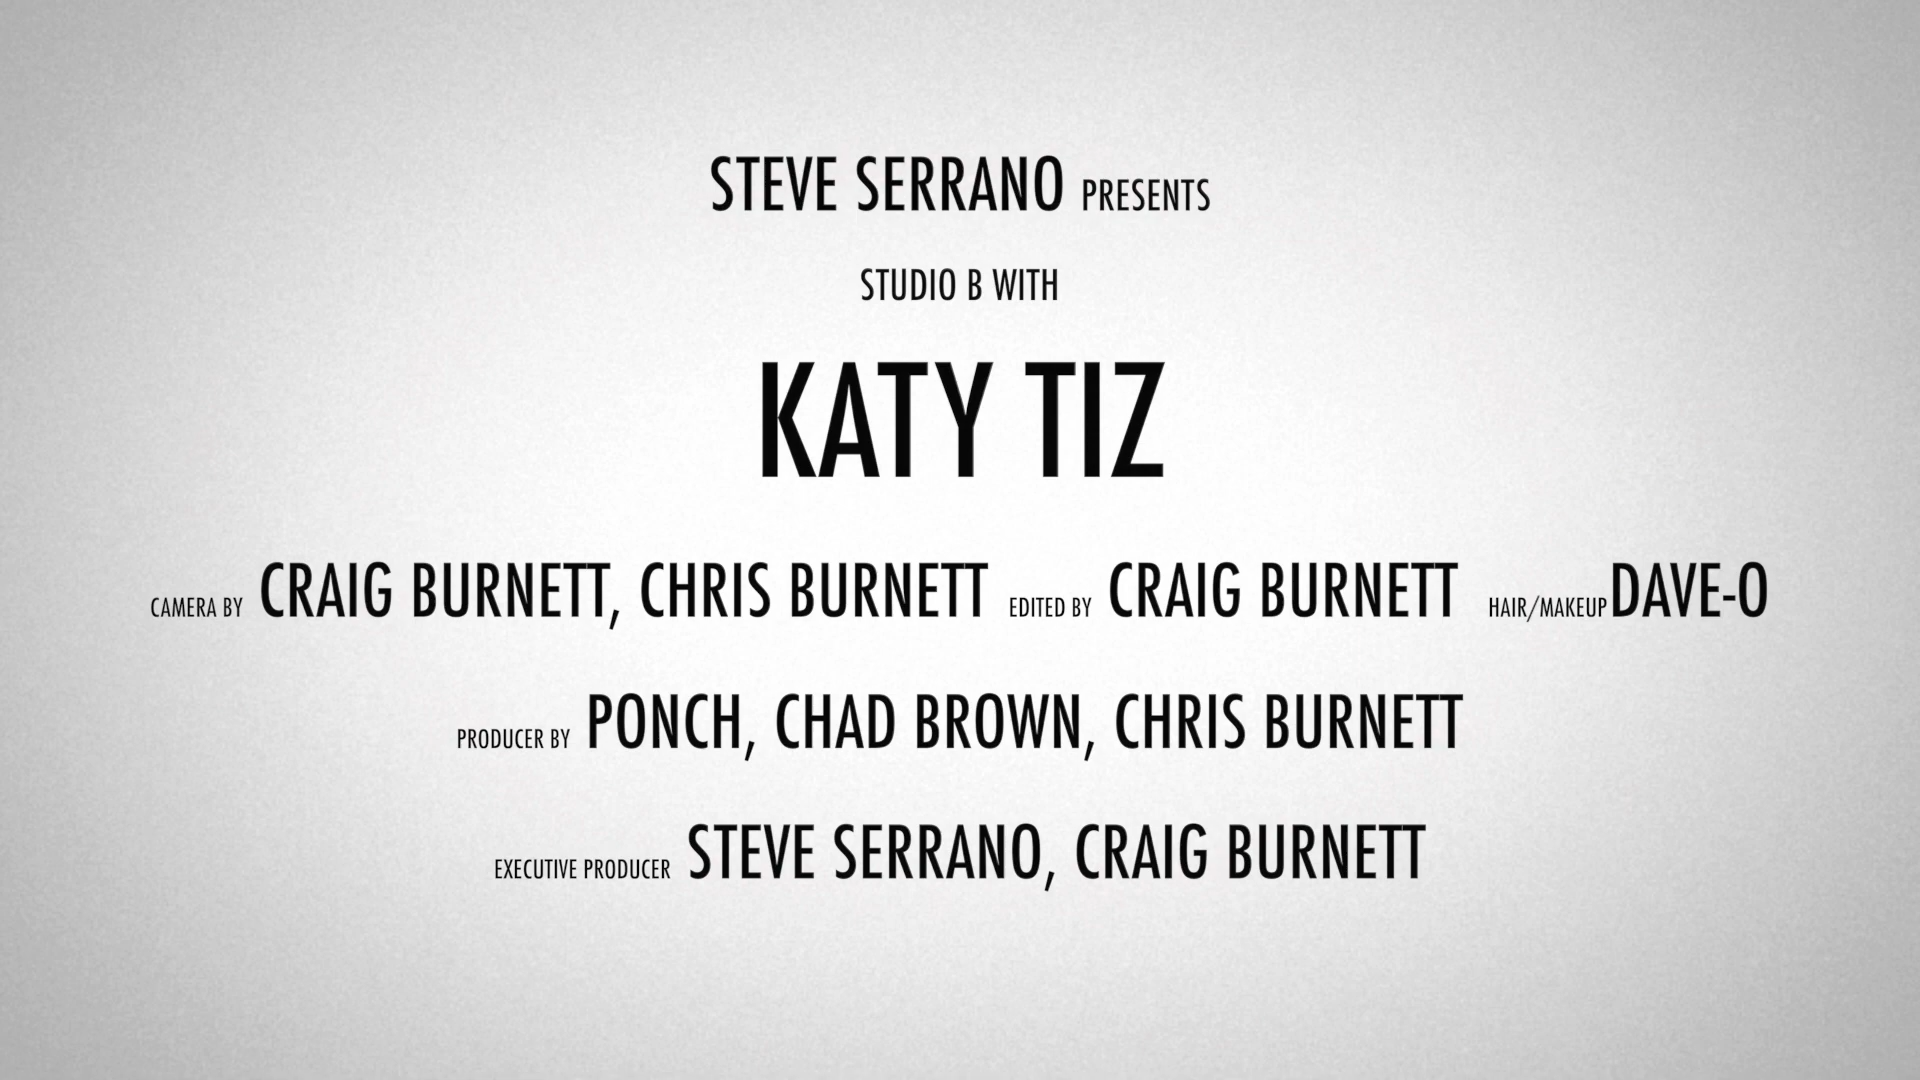 STEVE SERRANO PRESENTS
STUDIO B WITH
KATY TIZ
CAMERA BY CRAIG BURNETT, CHRIS BURNETT EDITED BY CRAIG BURNETT HAIR/MAKEUP DAVE-O
PRODUCER BY PONCH, CHAD BROWN, CHRIS BURNETT
EXECUTIVE PRODUCER STEVE SERRANO, CRAIG BURNETT